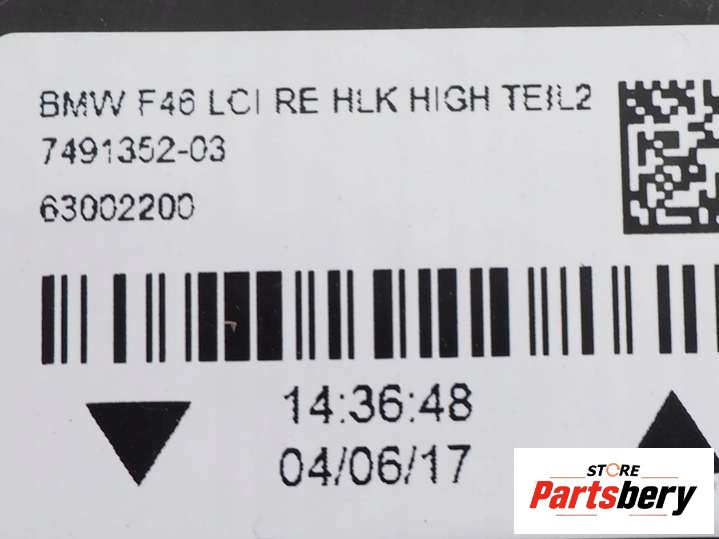 BMW F46 LCI RE HLK HIGH TEIL2
7491352-03
63002200
14:36:48
04/06/17
STORE
Partsbery